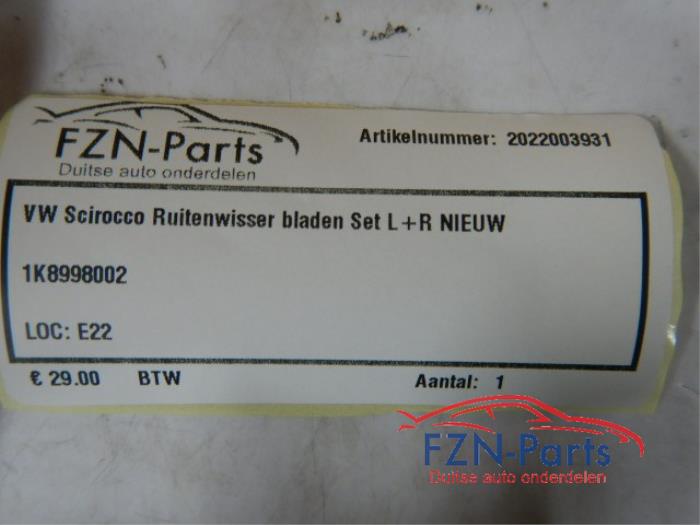 FZN-Parts
Duitse auto onderdelen
Artikelnummer: 2022003931
VW Scirocco Ruitenwisser bladen Set L+R NIEUW
1K8998002
LOC: E22
€ 29.00 BTW Aantal: 1
FZN-Parts
Duitse auto onderdelen